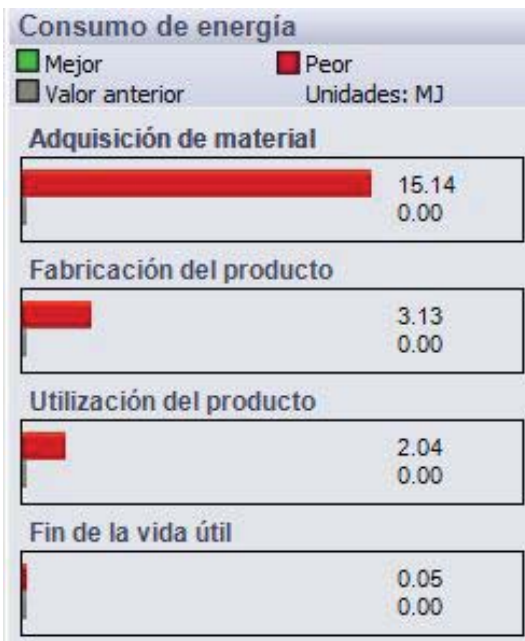 Consumo de energía
Mejor Peor
Valor anterior Unidades: MJ
Adquisición de material
15.14
0.00
Fabricación del producto
3.13
0.00
Utilización del producto
2.04
0.00
Fin de la vida útil
0.05
0.00